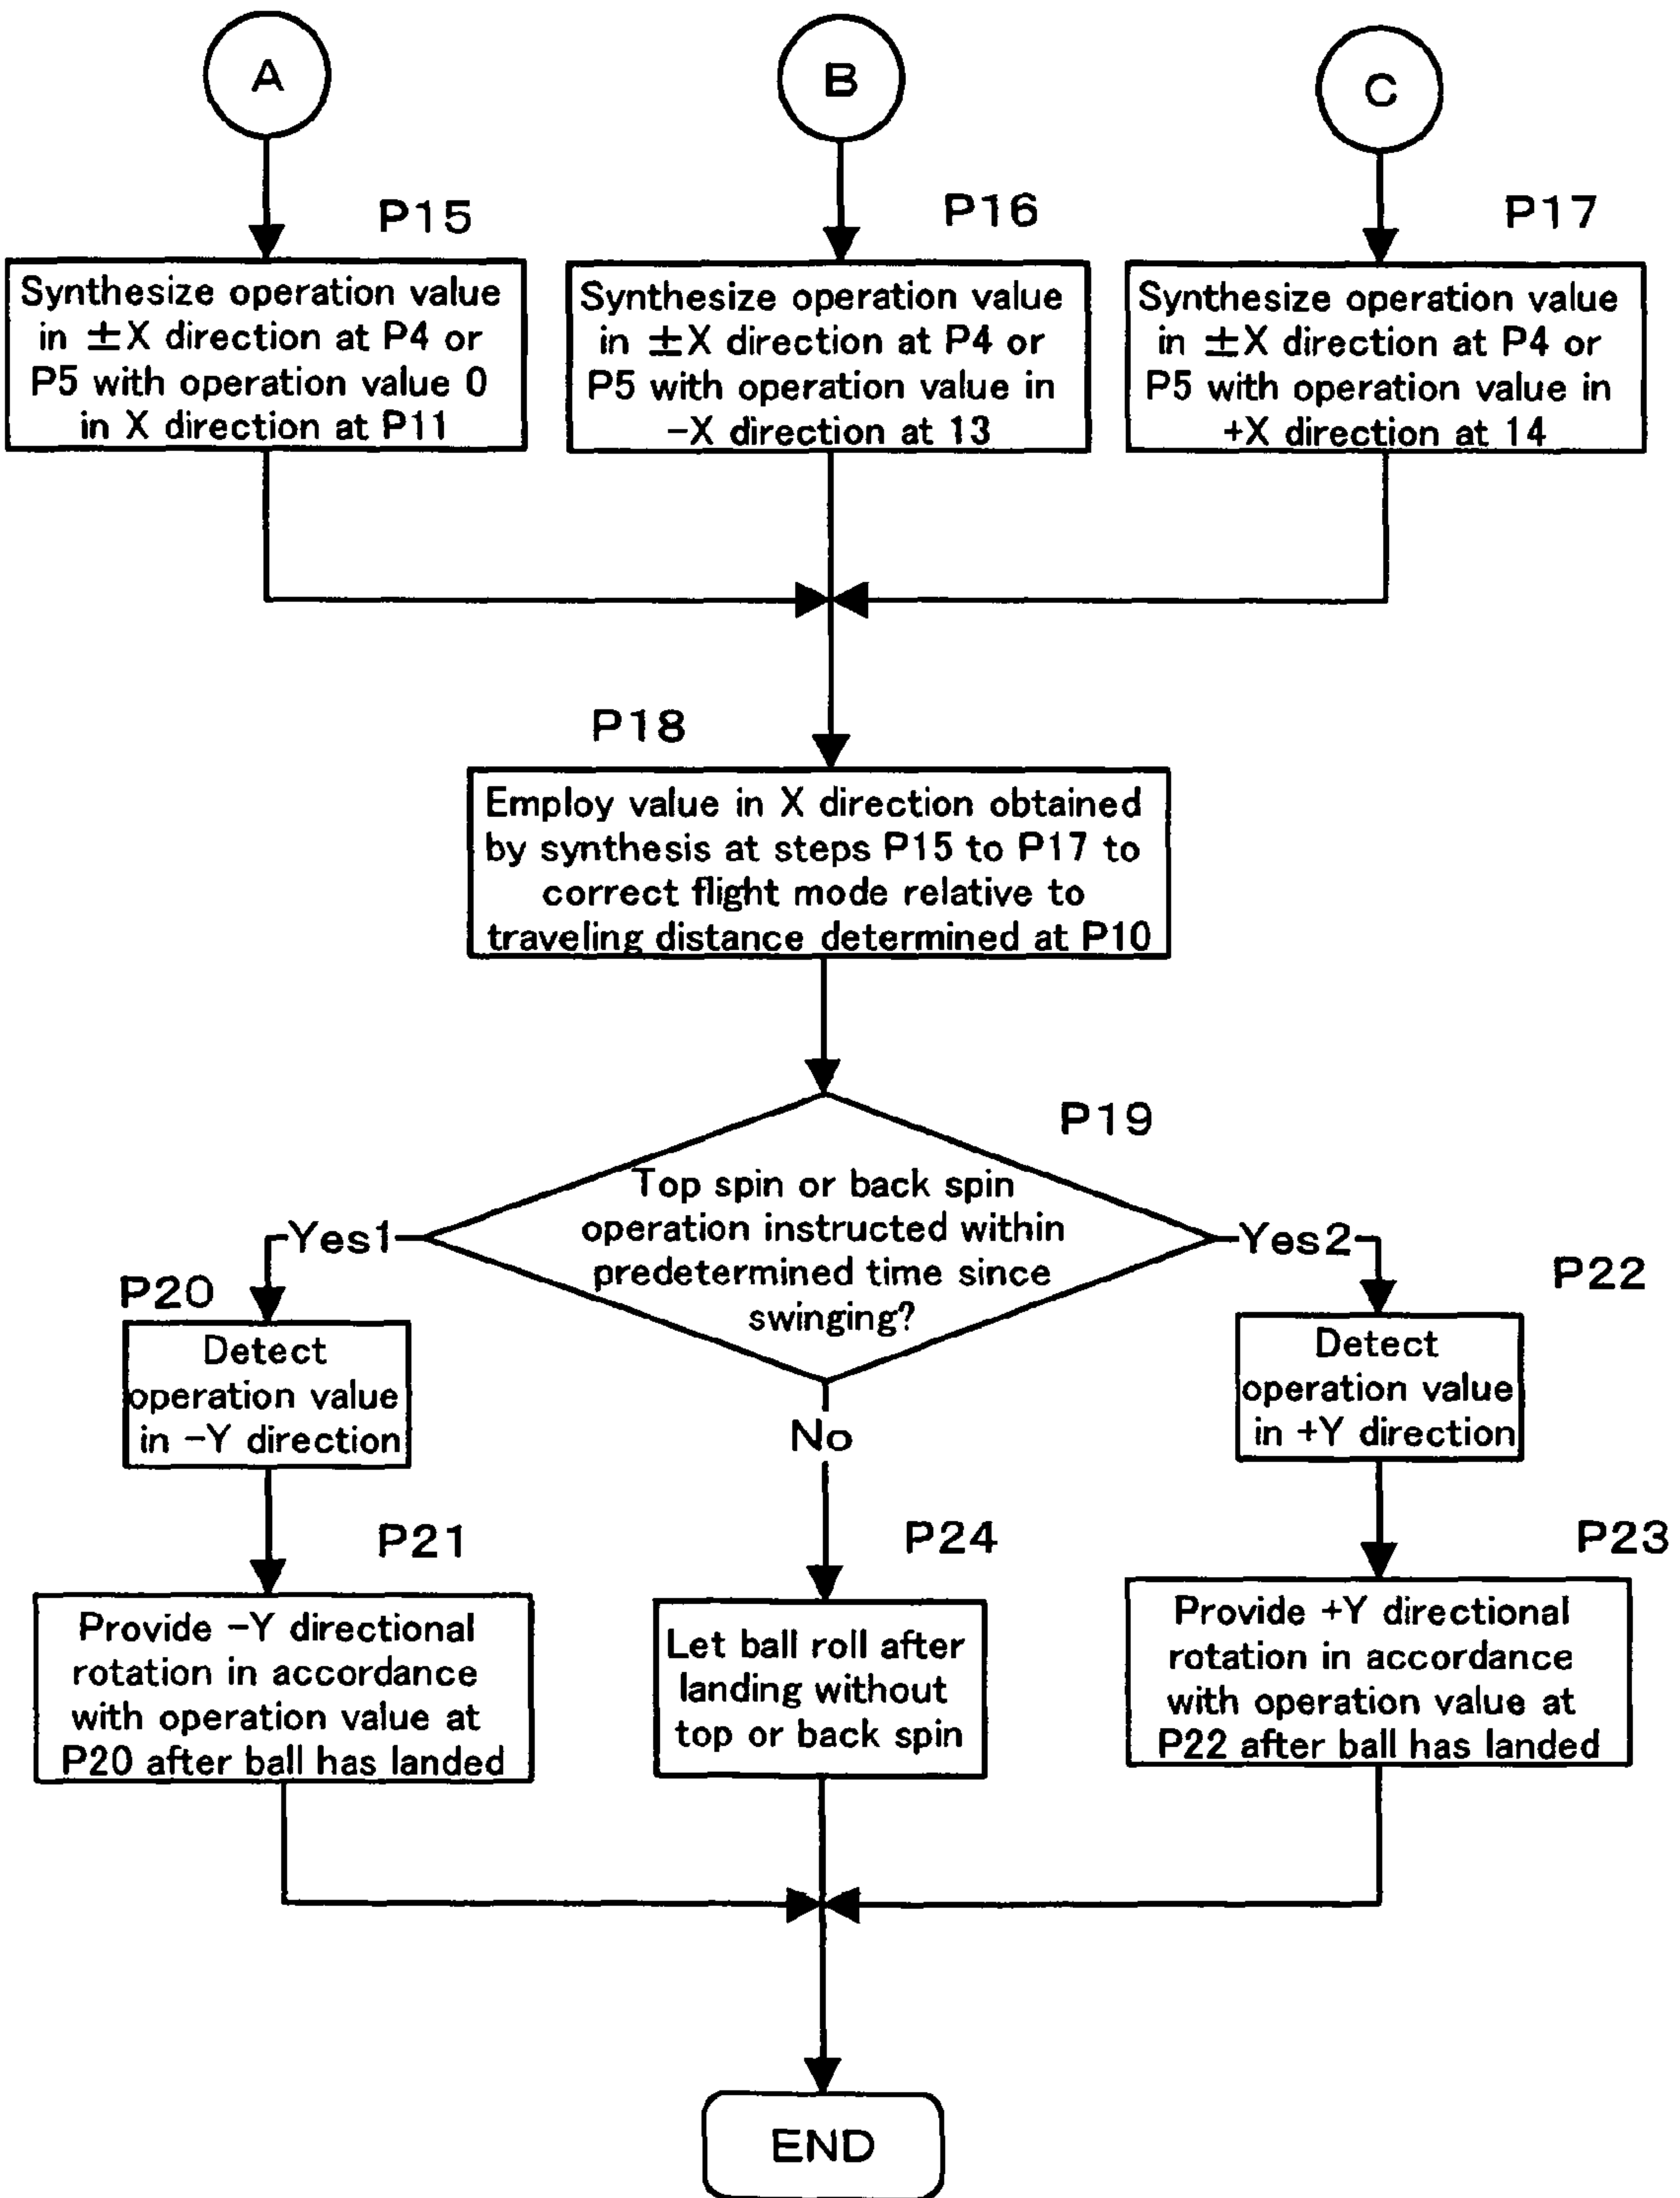 A
B
C
P15
P16
P17
Synthesize operation value
in ±X direction at P4 or
P5 with operation value 0
in X direction at P11
Synthesize operation value
in ±X direction at P4 or
P5 with operation value in
−X direction at 13
Synthesize operation value
in ±X direction at P4 or
P5 with operation value in
+X direction at 14
P18
Employ value in X direction obtained
by synthesis at steps P15 to P17 to
correct flight mode relative to
traveling distance determined at P10
P19
Top spin or back spin
operation instructed within
predetermined time since
swinging?
Yes1
Yes2
No
P20
Detect
operation value
in −Y direction
P22
Detect
operation value
in +Y direction
P21
Provide −Y directional
rotation in accordance
with operation value at
P20 after ball has landed
P24
Let ball roll after
landing without
top or back spin
P23
Provide +Y directional
rotation in accordance
with operation value at
P22 after ball has landed
END